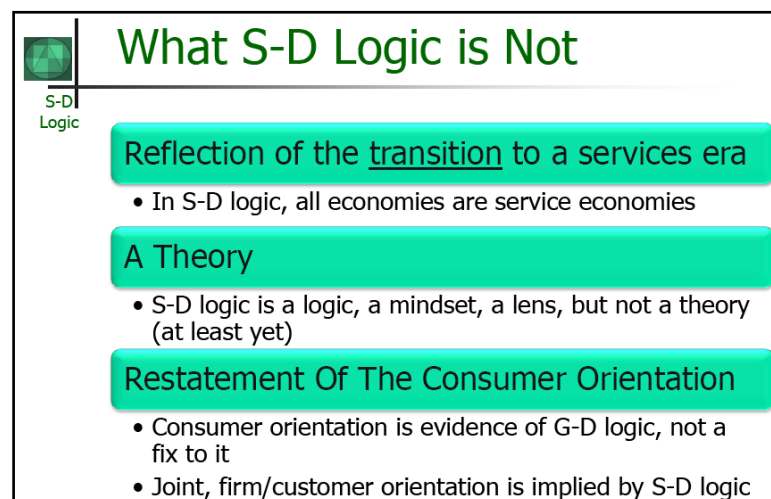 What S-D Logic is Not
S-D
Logic
Reflection of the transition to a services era
• In S-D logic, all economies are service economies
A Theory
• S-D logic is a logic, a mindset, a lens, but not a theory
(at least yet)
Restatement Of The Consumer Orientation
• Consumer orientation is evidence of G-D logic, not a
fix to it
• Joint, firm/customer orientation is implied by S-D logic